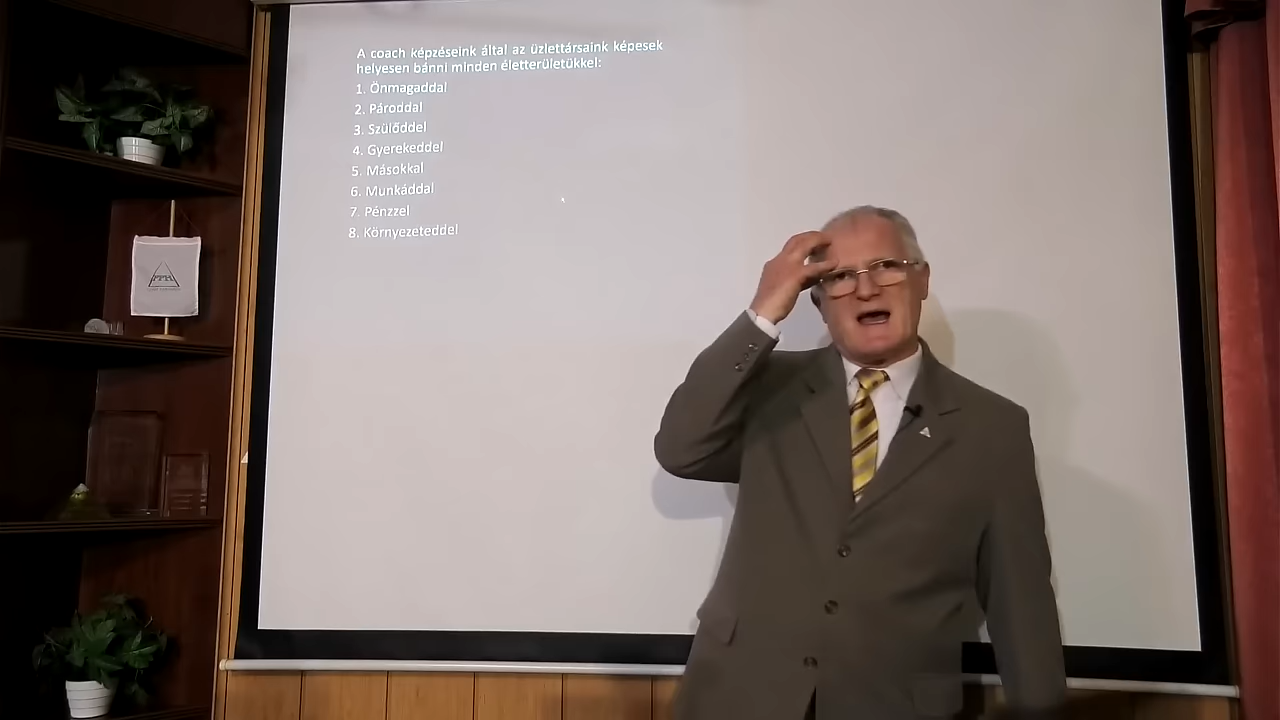 A coach képzéseink által az üzlettársaink képesek
helyesen bánni minden életterületükkel:
1. Önmagaddal
2. Pároddal
3. Szülőddel
4. Gyerekeddel
5. Másokkal
6. Munkáddal
7. Pénzzel
8. Környezeteddel